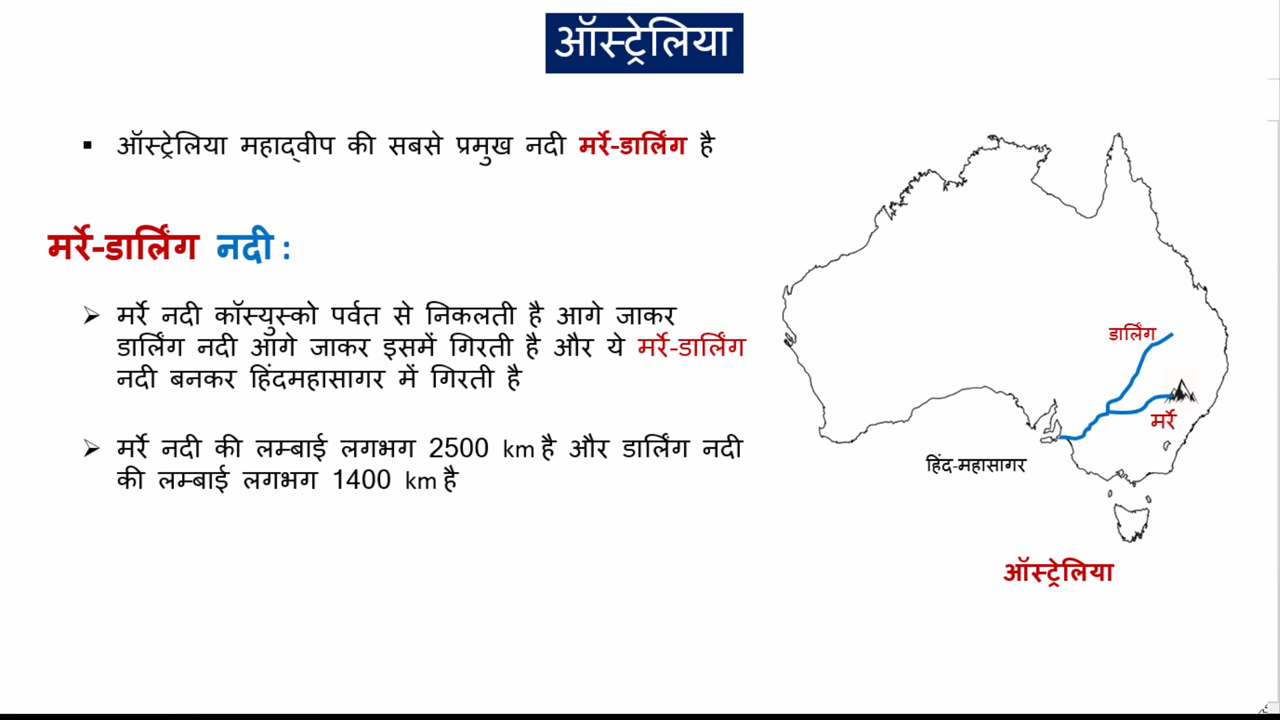 ऑस्ट्रेलिया
▪ ऑस्ट्रेलिया महाद्वीप की सबसे प्रमुख नदी मर्रे-डार्लिंग है
मर्रे-डार्लिंग नदी :
➢ मर्रे नदी कॉस्युस्को पर्वत से निकलती है आगे जाकर
डार्लिंग नदी आगे जाकर इसमें गिरती है और ये मर्रे-डार्लिंग
नदी बनकर हिंदमहासागर में गिरती है
➢ मर्रे नदी की लम्बाई लगभग 2500 km है और डार्लिंग नदी
की लम्बाई लगभग 1400 km है
डार्लिंग
मर्रे
हिंद-महासागर
ऑस्ट्रेलिया